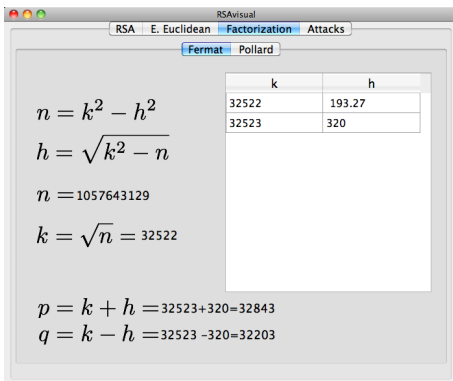 RSAvisual
RSA E. Euclidean Factorization Attacks
Fermat Pollard
k h
32522 193.27
32523 320
n = k² − h²
h = √(k² − n)
n = 1057643129
k = √n = 32522
p = k + h = 32523+320=32843
q = k − h = 32523 -320=32203